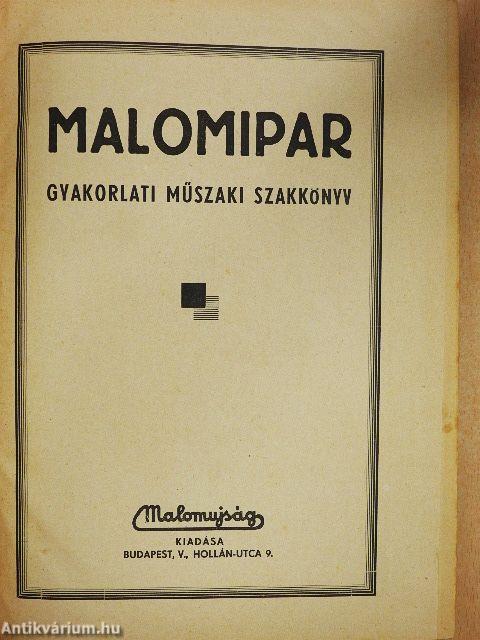 MALOMIPAR
GYAKORLATI MŰSZAKI SZAKKÖNYV
Malomujság
KIADÁSA
BUDAPEST, V., HOLLÁN-UTCA 9.
Antikvárium.hu